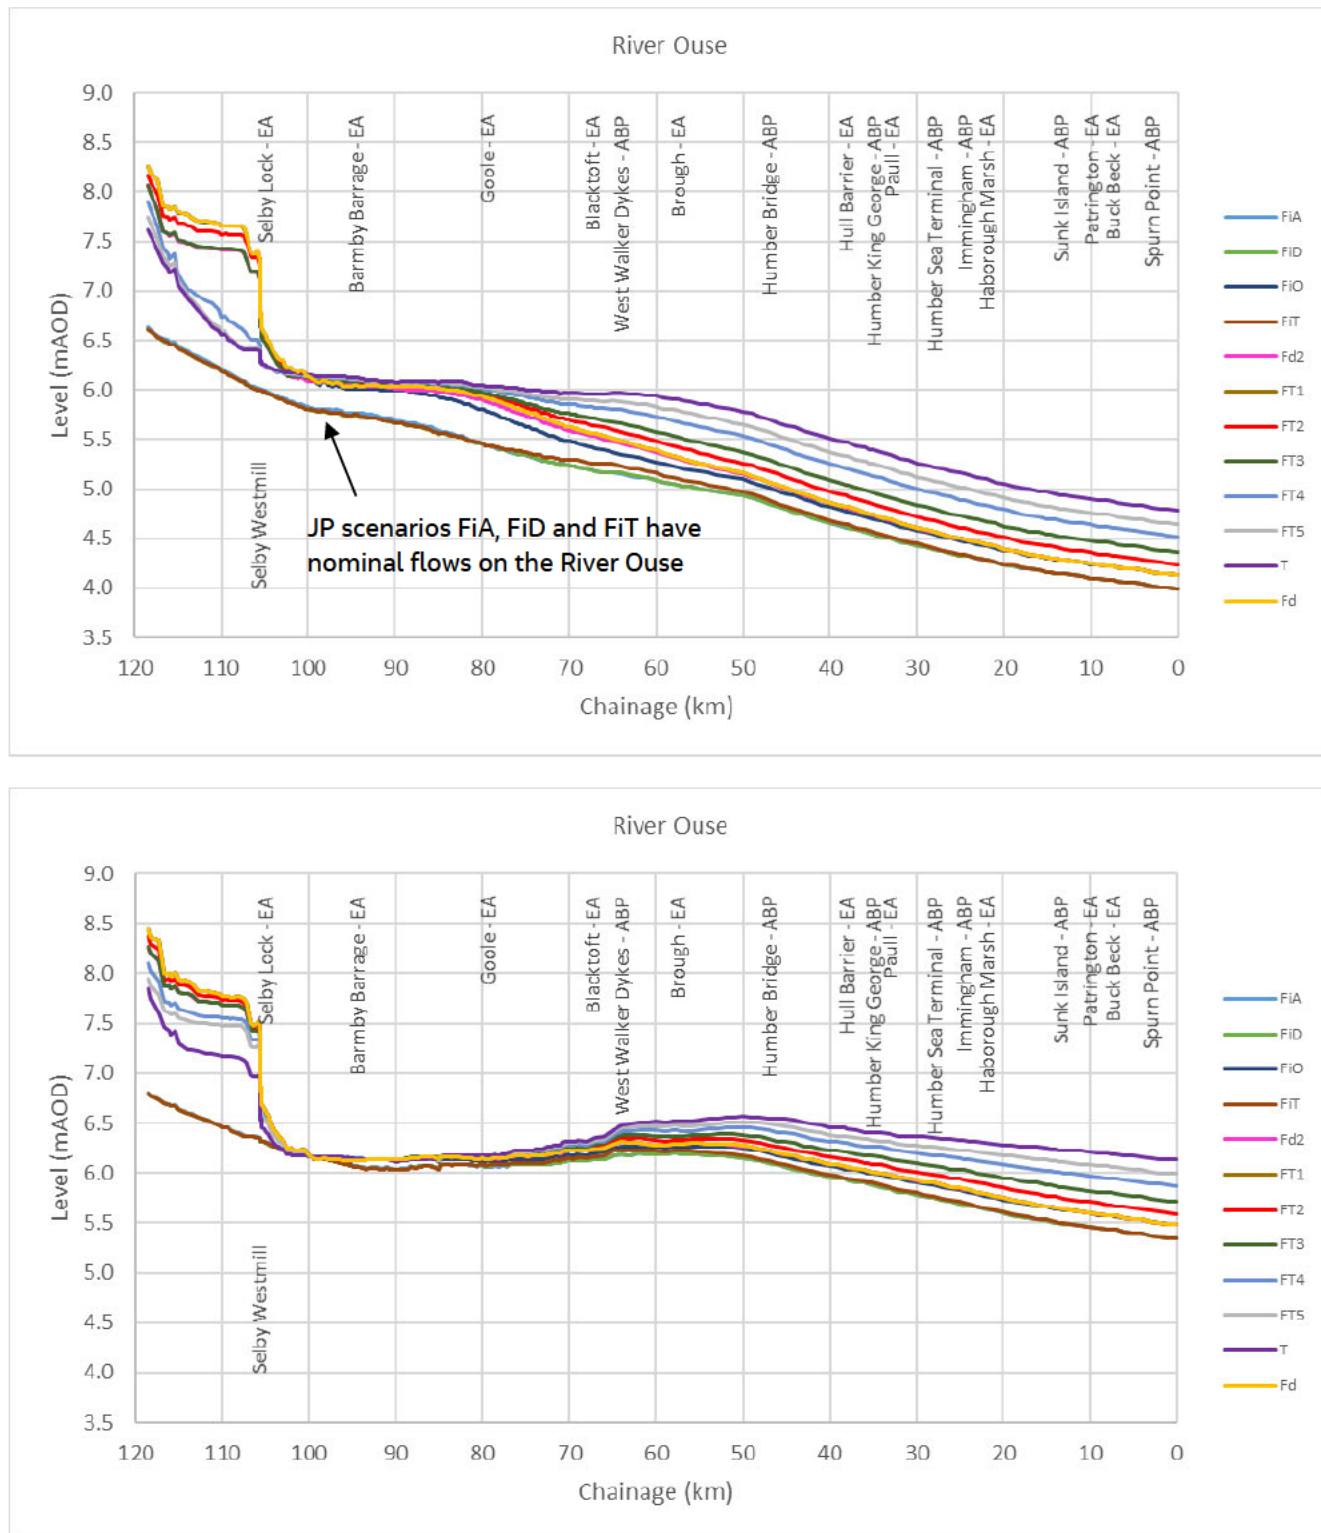 River Ouse
9.0
8.5
8.0
7.5
7.0
6.5
6.0
5.5
5.0
4.5
4.0
3.5
Level (mAOD)
120 110 100 90 80 70 60 50 40 30 20 10 0
Chainage (km)
Selby Lock - EA
Selby Westmill
Barmby Barrage - EA
Goole - EA
Blacktoft - EA
West Walker Dykes - ABP
Brough - EA
Humber Bridge - ABP
Hull Barrier - EA
Humber King George - ABP
Paull - EA
Humber Sea Terminal - ABP
Immingham - ABP
Haborough Marsh - EA
Sunk Island - ABP
Patrington - EA
Buck Beck - EA
Spurn Point - ABP
JP scenarios FiA, FiD and FiT have
nominal flows on the River Ouse
FiA
FiD
FiO
FiT
Fd2
FT1
FT2
FT3
FT4
FT5
T
Fd
River Ouse
9.0
8.5
8.0
7.5
7.0
6.5
6.0
5.5
5.0
4.5
4.0
3.5
Level (mAOD)
120 110 100 90 80 70 60 50 40 30 20 10 0
Chainage (km)
Selby Lock - EA
Selby Westmill
Barmby Barrage - EA
Goole - EA
Blacktoft - EA
West Walker Dykes - ABP
Brough - EA
Humber Bridge - ABP
Hull Barrier - EA
Humber King George - ABP
Paull - EA
Humber Sea Terminal - ABP
Immingham - ABP
Haborough Marsh - EA
Sunk Island - ABP
Patrington - EA
Buck Beck - EA
Spurn Point - ABP
FiA
FiD
FiO
FiT
Fd2
FT1
FT2
FT3
FT4
FT5
T
Fd